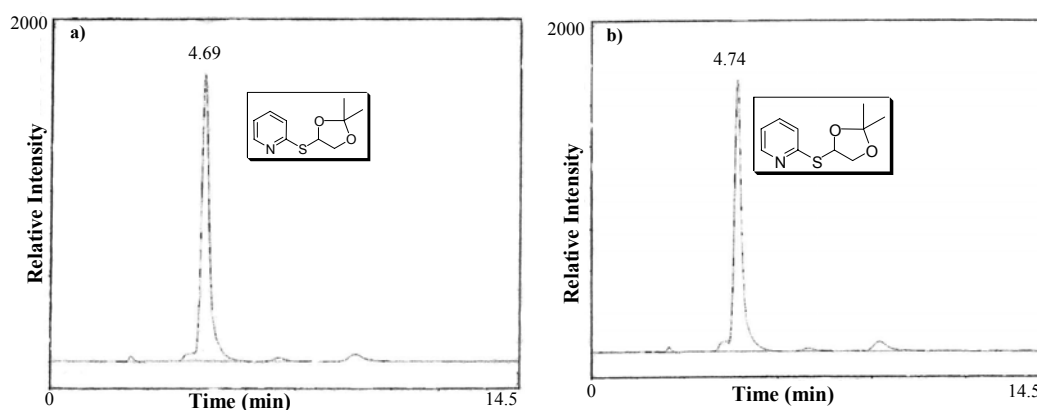 2000
a)
4.69
O
O
N
S
Relative Intensity
0
Time (min)
14.5
2000
b)
4.74
O
O
N
S
Relative Intensity
0
Time (min)
14.5